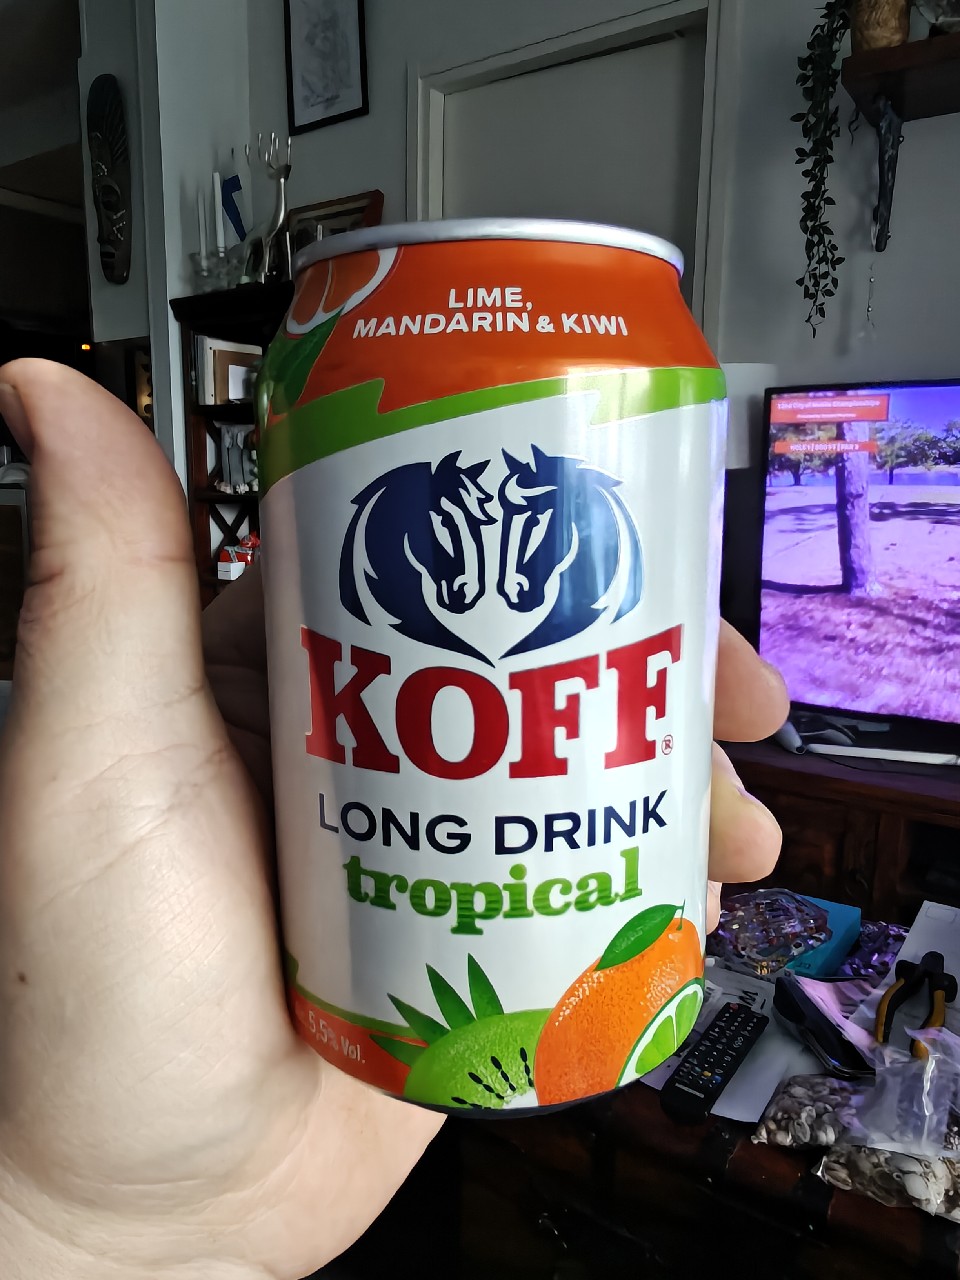 LIME,
MANDARIN & KIWI
KOFF®
LONG DRINK
tropical
5,5% Vol.